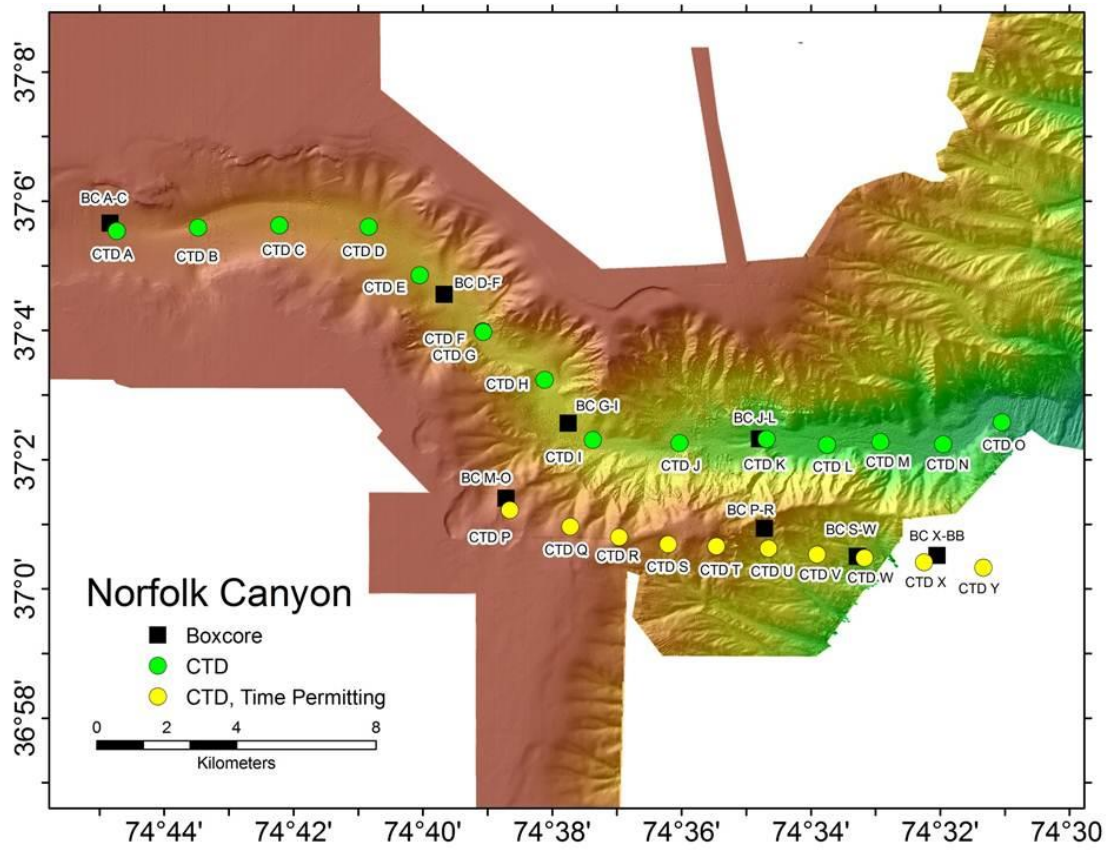 37°8'
37°6'
37°4'
37°2'
37°0'
36°58'
BC A-C
CTD A
CTD B
CTD C
CTD D
CTD E
BC D-F
CTD F
CTD G
CTD H
BC G-I
CTD I
CTD J
BC J-L
CTD K
CTD L
CTD M
CTD N
CTD O
BC M-O
CTD P
CTD Q
CTD R
CTD S
CTD T
BC P-R
CTD U
CTD V
BC S-W
CTD W
BC X-BB
CTD X
CTD Y
Norfolk Canyon
Boxcore
CTD
CTD, Time Permitting
0 2 4 8
Kilometers
74°44' 74°42' 74°40' 74°38' 74°36' 74°34' 74°32' 74°30